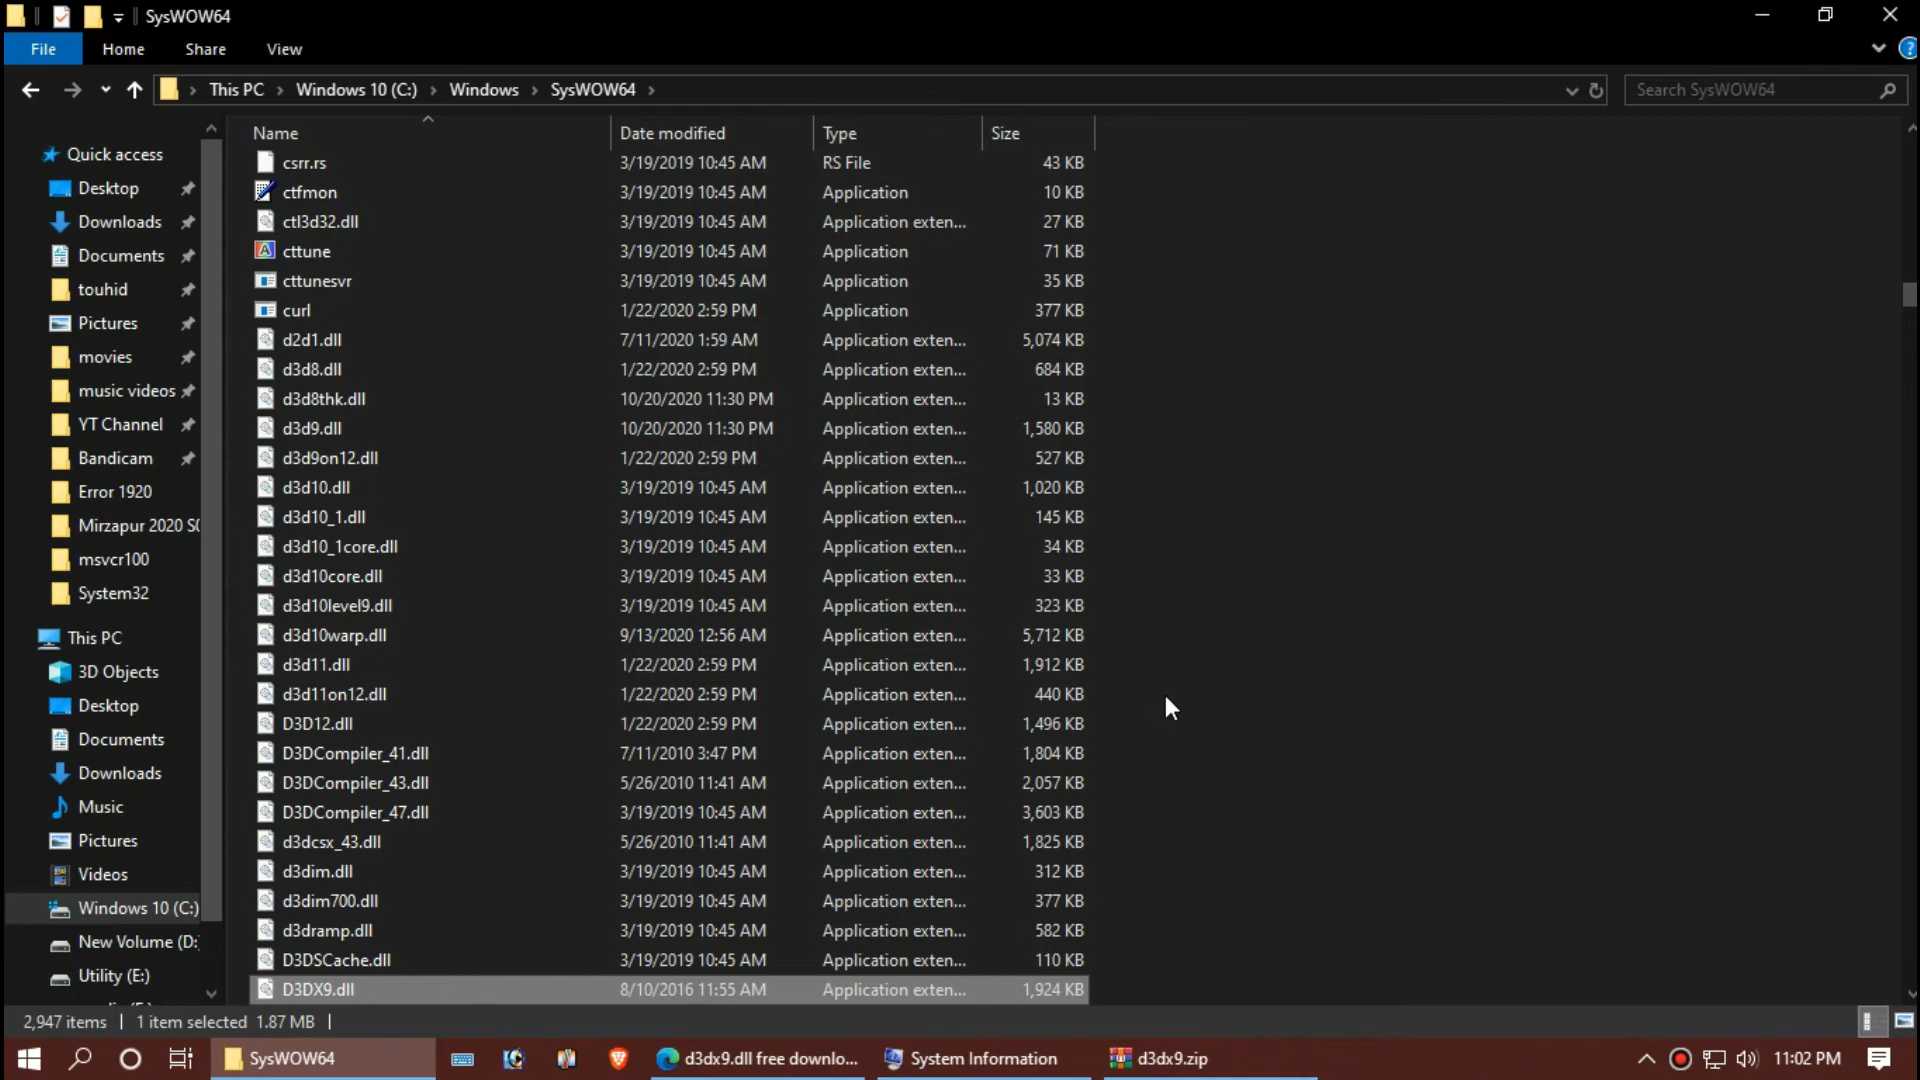 SysWOW64
File Home Share View
This PC Windows 10 (C:) Windows SysWOW64 Search SysWOW64
Name Date modified Type Size
Quick access
Desktop
Downloads
Documents
touhid
Pictures
movies
music videos
YT Channel
Bandicam
Error 1920
Mirzapur 2020 S0
msvcr100
System32
This PC
3D Objects
Desktop
Documents
Downloads
Music
Pictures
Videos
Windows 10 (C:)
New Volume (D:)
Utility (E:)
csrr.rs 3/19/2019 10:45 AM RS File 43 KB
ctfmon 3/19/2019 10:45 AM Application 10 KB
ctl3d32.dll 3/19/2019 10:45 AM Application exten... 27 KB
cttune 3/19/2019 10:45 AM Application 71 KB
cttunesvr 3/19/2019 10:45 AM Application 35 KB
curl 1/22/2020 2:59 PM Application 377 KB
d2d1.dll 7/11/2020 1:59 AM Application exten... 5,074 KB
d3d8.dll 1/22/2020 2:59 PM Application exten... 684 KB
d3d8thk.dll 10/20/2020 11:30 PM Application exten... 13 KB
d3d9.dll 10/20/2020 11:30 PM Application exten... 1,580 KB
d3d9on12.dll 1/22/2020 2:59 PM Application exten... 527 KB
d3d10.dll 3/19/2019 10:45 AM Application exten... 1,020 KB
d3d10_1.dll 3/19/2019 10:45 AM Application exten... 145 KB
d3d10_1core.dll 3/19/2019 10:45 AM Application exten... 34 KB
d3d10core.dll 3/19/2019 10:45 AM Application exten... 33 KB
d3d10level9.dll 3/19/2019 10:45 AM Application exten... 323 KB
d3d10warp.dll 9/13/2020 12:56 AM Application exten... 5,712 KB
d3d11.dll 1/22/2020 2:59 PM Application exten... 1,912 KB
d3d11on12.dll 1/22/2020 2:59 PM Application exten... 440 KB
D3D12.dll 1/22/2020 2:59 PM Application exten... 1,496 KB
D3DCompiler_41.dll 7/11/2010 3:47 PM Application exten... 1,804 KB
D3DCompiler_43.dll 5/26/2010 11:41 AM Application exten... 2,057 KB
D3DCompiler_47.dll 3/19/2019 10:45 AM Application exten... 3,603 KB
d3dcsx_43.dll 5/26/2010 11:41 AM Application exten... 1,825 KB
d3dim.dll 3/19/2019 10:45 AM Application exten... 312 KB
d3dim700.dll 3/19/2019 10:45 AM Application exten... 377 KB
d3dramp.dll 3/19/2019 10:45 AM Application exten... 582 KB
D3DSCache.dll 3/19/2019 10:45 AM Application exten... 110 KB
D3DX9.dll 8/10/2016 11:55 AM Application exten... 1,924 KB
2,947 items 1 item selected 1.87 MB
SysWOW64 d3dx9.dll free downlo... System Information d3dx9.zip 11:02 PM